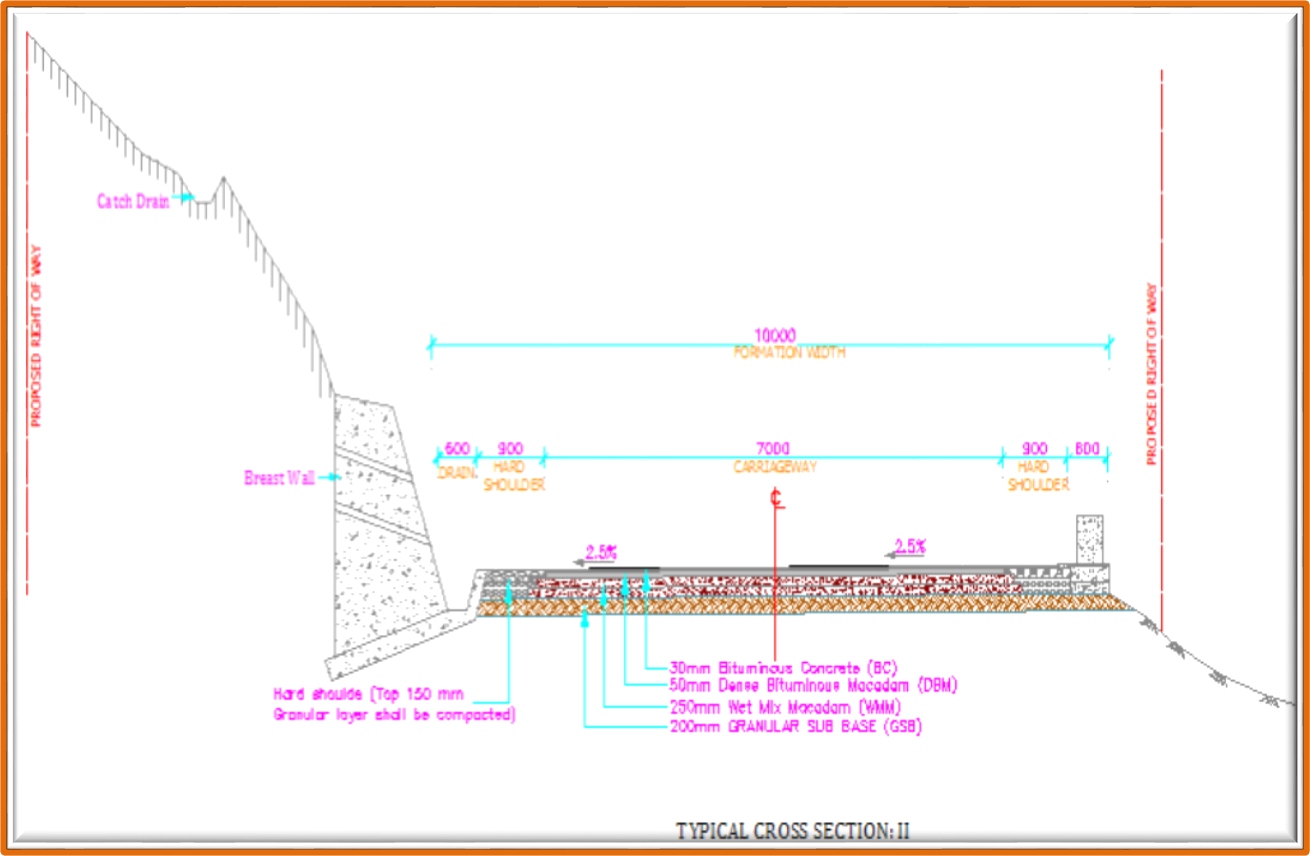 Catch Drain
PROPOSED RIGHT OF WAY
PROPOSED RIGHT OF WAY
10000
FORMATION WIDTH
600
900
7000
900
600
DRAIN
HARD
SHOULDER
CARRIAGEWAY
HARD
SHOULDER
Breast Wall
℄
2.5%
2.5%
30mm Bituminous Concrete (BC)
50mm Dense Bituminous Macadam (DBM)
250mm Wet Mix Macadam (WMM)
200mm GRANULAR SUB BASE (GSB)
Hard shoulde (Top 150 mm
Granular layer shall be compacted)
TYPICAL CROSS SECTION: II